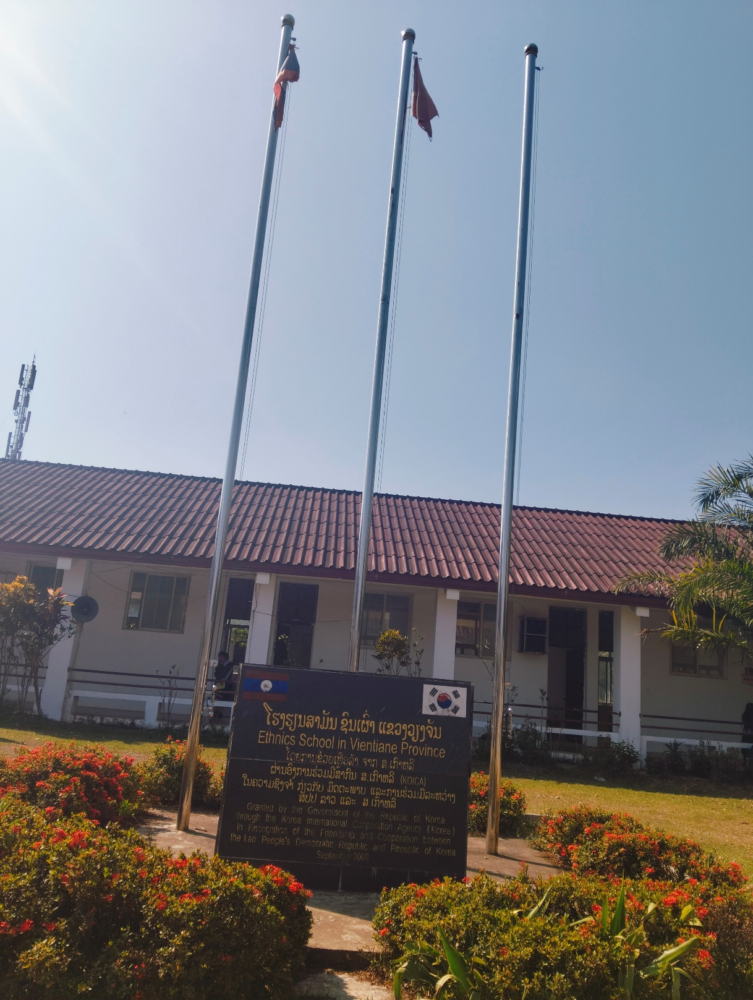 ໂຮງຮຽນສາມັນ ຊົນເຜົ່າ ແຂວງວຽງຈັນ
Ethnics School in Vientiane Province
ໂດຍການຊ່ວຍເຫຼືອລ້າ ຈາກ ສ.ເກົາຫລີ
ຜ່ານອົງການຮ່ວມມືສາກົນ ສ.ເກົາຫລີ (KOICA)
ໃນຄວາມຊົງຈຳ ກ່ຽວກັບ ມິດຕະພາບ ແລະການຮ່ວມມືລະຫວ່າງ
ສປປ ລາວ ແລະ ສ.ເກົາຫລີ
Granted by the Government of the Republic of Korea
through the Korea International Cooperation Agency (Korea)
in Recognition of the Friendship and Cooperation between
the Lao People's Democratic Republic and Republic of Korea
September 2009